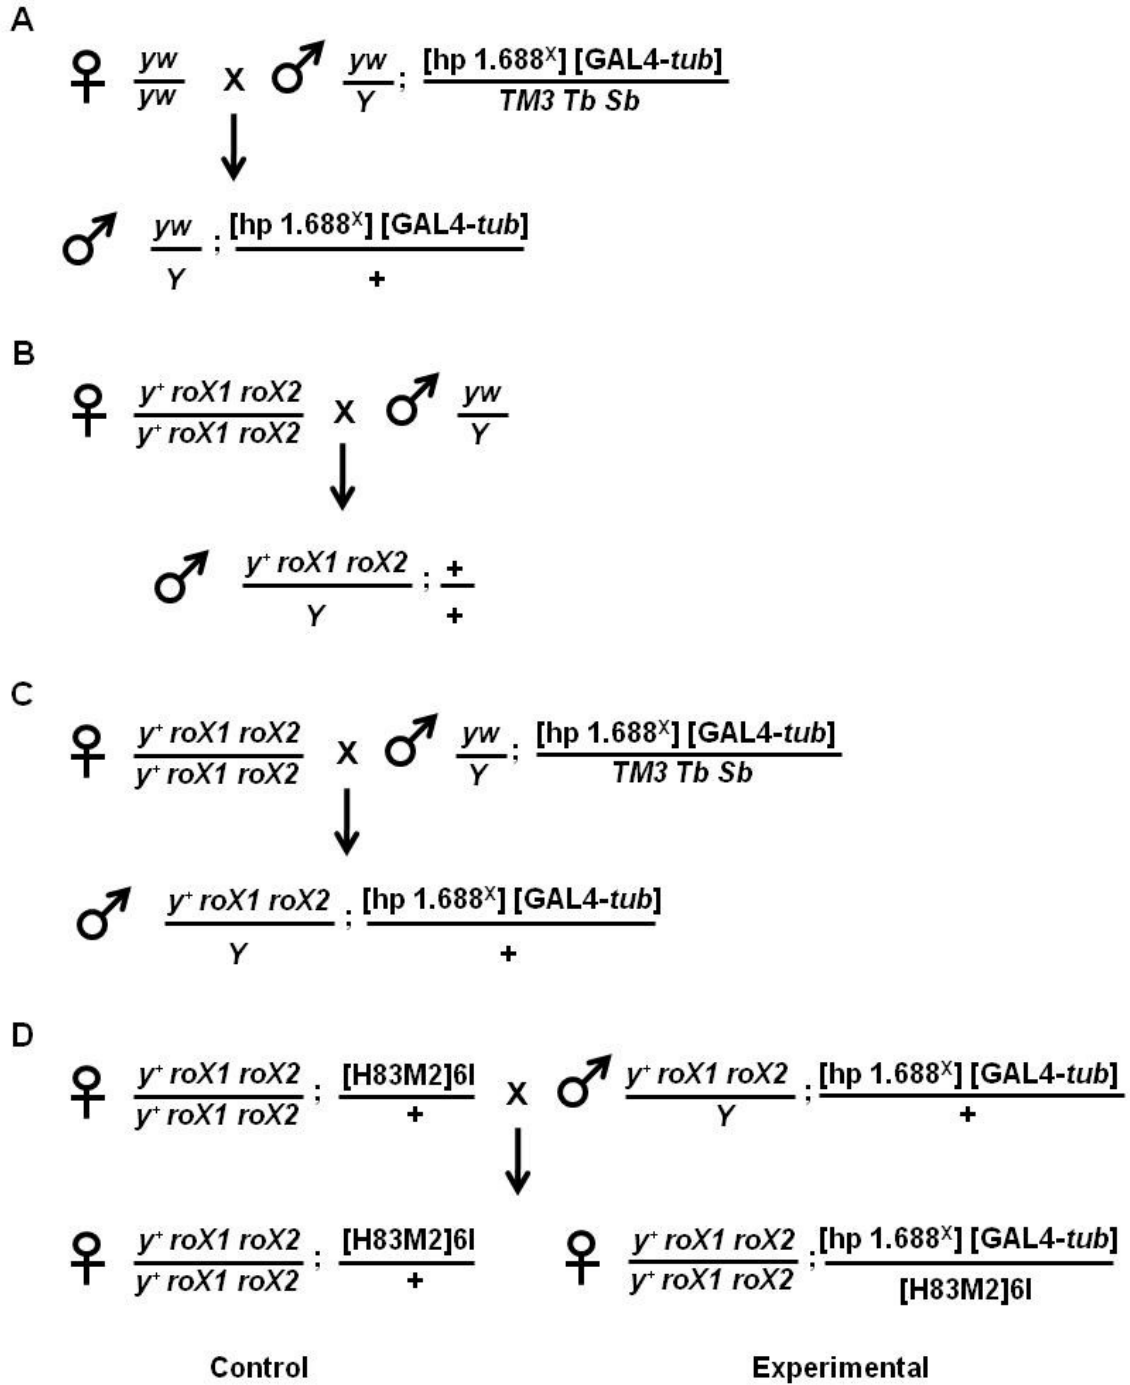 A
♀ yw X ♂ yw ; [hp 1.688ˣ] [GAL4-tub]
yw Y TM3 Tb Sb
♂ yw ; [hp 1.688ˣ] [GAL4-tub]
Y +
B
♀ y⁺ roX1 roX2 X ♂ yw
y⁺ roX1 roX2 Y
♂ y⁺ roX1 roX2 ; +
Y +
C
♀ y⁺ roX1 roX2 X ♂ yw ; [hp 1.688ˣ] [GAL4-tub]
y⁺ roX1 roX2 Y TM3 Tb Sb
♂ y⁺ roX1 roX2 ; [hp 1.688ˣ] [GAL4-tub]
Y +
D
♀ y⁺ roX1 roX2 ; [H83M2]6I X ♂ y⁺ roX1 roX2 ; [hp 1.688ˣ] [GAL4-tub]
y⁺ roX1 roX2 + Y +
♀ y⁺ roX1 roX2 ; [H83M2]6I ♀ y⁺ roX1 roX2 ; [hp 1.688ˣ] [GAL4-tub]
y⁺ roX1 roX2 + y⁺ roX1 roX2 [H83M2]6I
Control Experimental